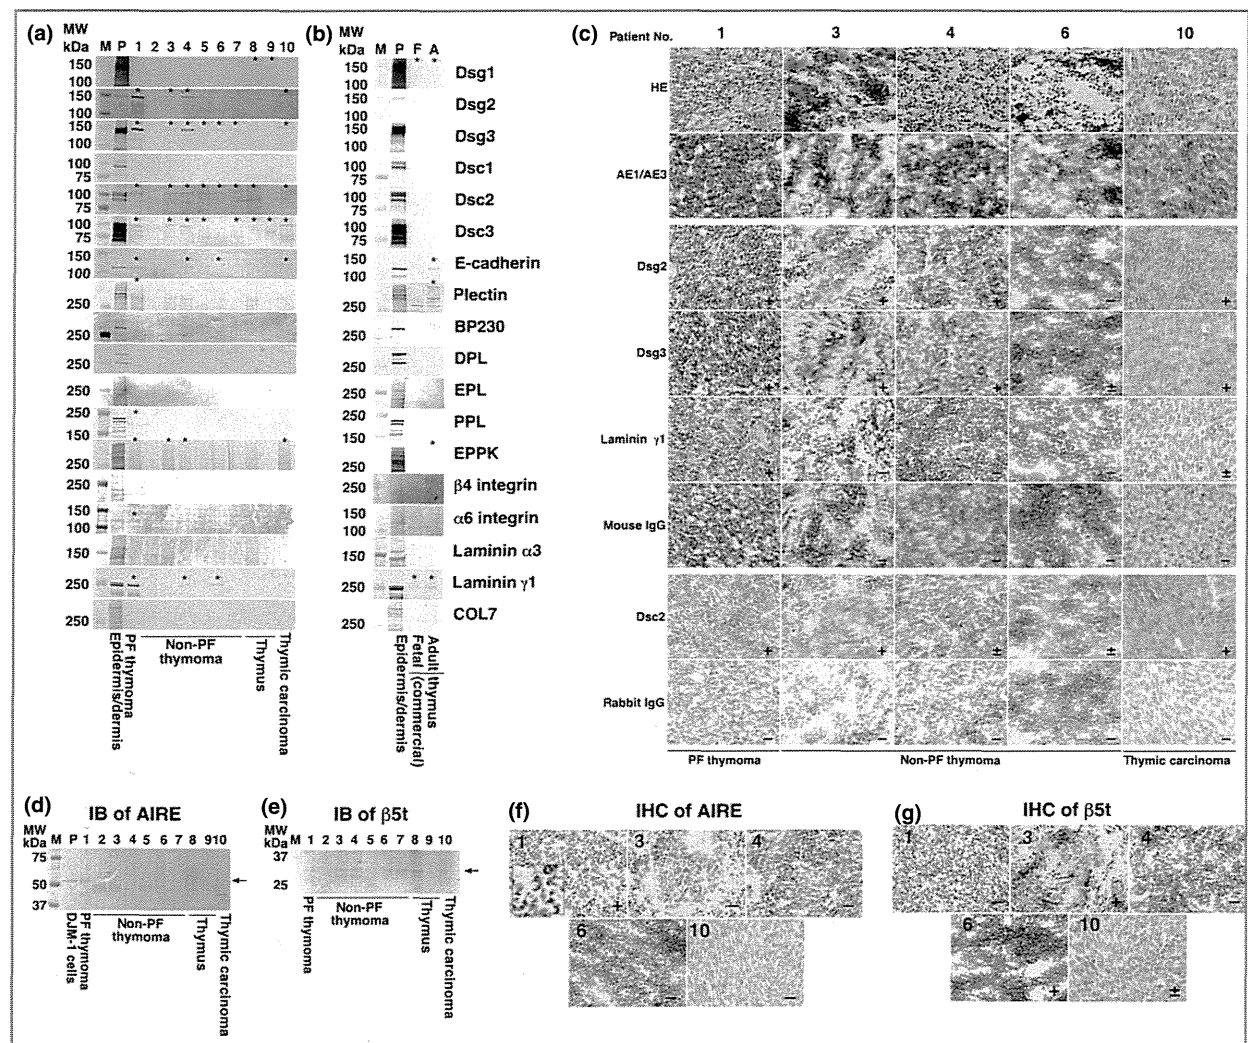 (a) MW kDa M P 1 2 3 4 5 6 7 8 9 10
150
100
150
100
150
100
100
75
100
75
100
75
150
100
250
250
250
250
250
150
250
250
150
100
150
250
250
Epidermis/dermis
PF thymoma
Non-PF thymoma
Thymus
Thymic carcinoma
(b) MW kDa M P F A
150 Dsg1
100
150 Dsg2
100
150 Dsg3
100
100 Dsc1
75
100 Dsc2
75
100 Dsc3
75
150 E-cadherin
100
250 Plectin
250 BP230
250 DPL
250 EPL
250 PPL
150
250 EPPK
250 β4 integrin
150 α6 integrin
100
150 Laminin α3
250 Laminin γ1
250 COL7
Epidermis/dermis
Fetal Adult thymus
(commercial)
(c) Patient No. 1 3 4 6 10
HE
AE1/AE3
Dsg2 + + + − +
Dsg3 + + + ± +
Laminin γ1 + − − − ±
Mouse IgG − − − − −
Dsc2 + + ± ± +
Rabbit IgG − − − − −
PF thymoma Non-PF thymoma Thymic carcinoma
(d) IB of AIRE
MW kDa M P 1 2 3 4 5 6 7 8 9 10
75
50
37
DJM-1 cells
PF thymoma
Non-PF thymoma
Thymus
Thymic carcinoma
(e) IB of β5t
MW kDa M 1 2 3 4 5 6 7 8 9 10
37
25
PF thymoma
Non-PF thymoma
Thymus
Thymic carcinoma
(f) IHC of AIRE
1 + 3 − 4 −
6 − 10 −
(g) IHC of β5t
1 − 3 + 4 −
6 + 10 ±